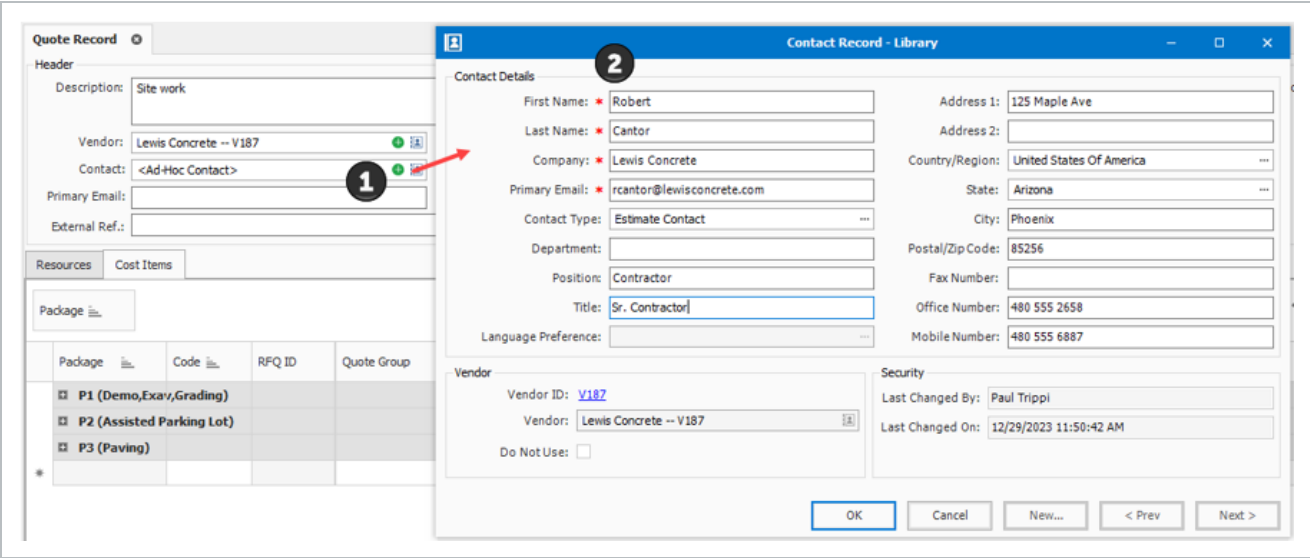 Quote Record
Header
Description: Site work
Vendor: Lewis Concrete -- V187
Contact: <Ad-Hoc Contact>
Primary Email:
External Ref.:
Resources Cost Items
Package
Package Code RFQ ID Quote Group
P1 (Demo,Exav,Grading)
P2 (Assisted Parking Lot)
P3 (Paving)
1
2
Contact Record - Library
Contact Details
First Name: * Robert
Last Name: * Cantor
Company: * Lewis Concrete
Primary Email: * rcantor@lewisconcrete.com
Contact Type: Estimate Contact ...
Department:
Position: Contractor
Title: Sr. Contractor
Language Preference: ...
Address 1: 125 Maple Ave
Address 2:
Country/Region: United States Of America ...
State: Arizona ...
City: Phoenix
Postal/Zip Code: 85256
Fax Number:
Office Number: 480 555 2658
Mobile Number: 480 555 6887
Vendor
Vendor ID: V187
Vendor: Lewis Concrete -- V187
Do Not Use:
Security
Last Changed By: Paul Trippi
Last Changed On: 12/29/2023 11:50:42 AM
OK Cancel New... < Prev Next >